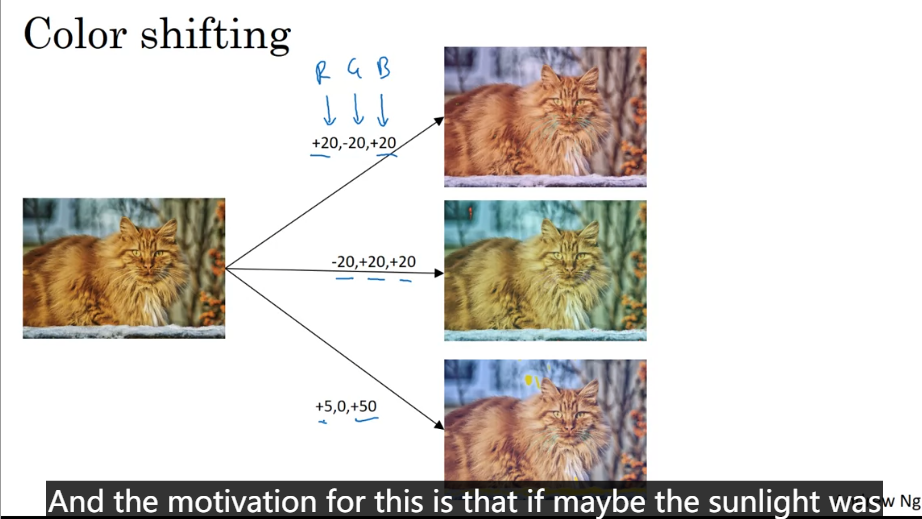 Color shifting
R G B
+20,-20,+20
-20,+20,+20
+5,0,+50
And the motivation for this is that if maybe the sunlight was
w Ng